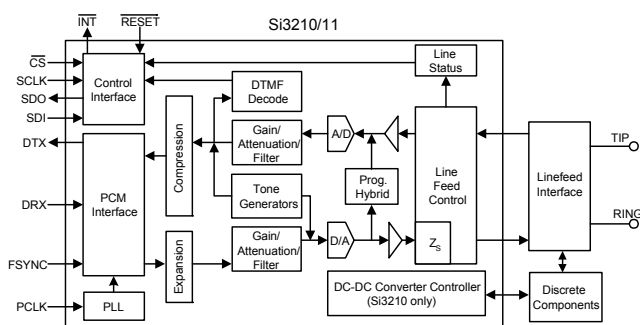 Si3210/11
INT
RESET
CS
SCLK
SDO
SDI
DTX
DRX
FSYNC
PCLK
Control
Interface
PCM
Interface
PLL
Compression
Expansion
DTMF
Decode
Gain/
Attenuation/
Filter
Tone
Generators
Gain/
Attenuation/
Filter
A/D
D/A
Prog.
Hybrid
Line
Status
Line
Feed
Control
ZS
DC-DC Converter Controller
(Si3210 only)
Linefeed
Interface
Discrete
Components
TIP
RING